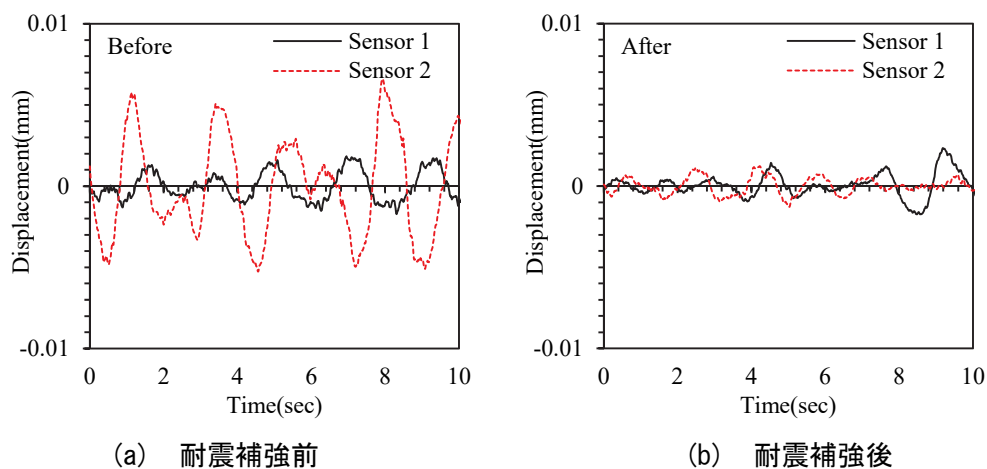 0.01
Before
Sensor 1
Sensor 2
0
-0.01
Displacement(mm)
0 2 4 6 8 10
Time(sec)
(a) 耐震補強前
0.01
After
Sensor 1
Sensor 2
0
-0.01
Displacement(mm)
0 2 4 6 8 10
Time(sec)
(b) 耐震補強後